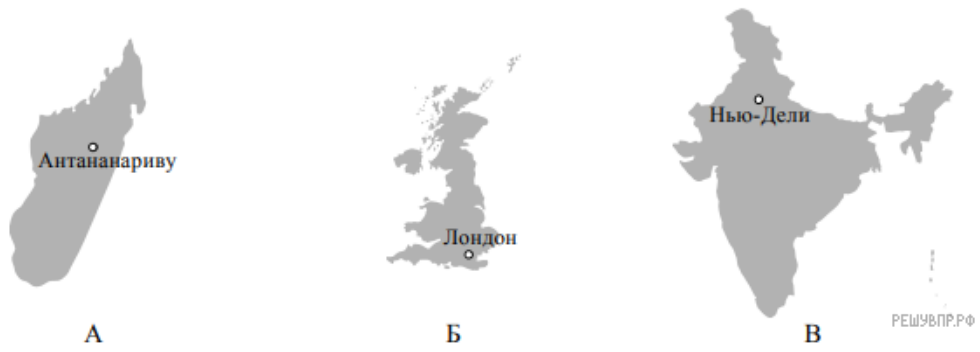 Антананариву
Лондон
Нью-Дели
А
Б
В
РЕШУВПР.РФ